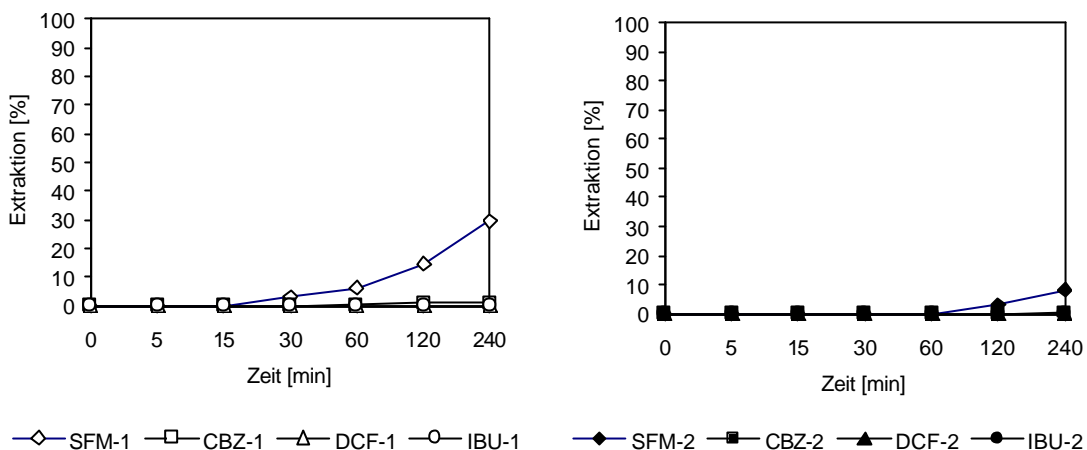 Extraktion [%]
100
90
80
70
60
50
40
30
20
10
0
0 5 15 30 60 120 240
Zeit [min]
SFM-1 CBZ-1 DCF-1 IBU-1
Extraktion [%]
100
90
80
70
60
50
40
30
20
10
0
0 5 15 30 60 120 240
Zeit [min]
SFM-2 CBZ-2 DCF-2 IBU-2